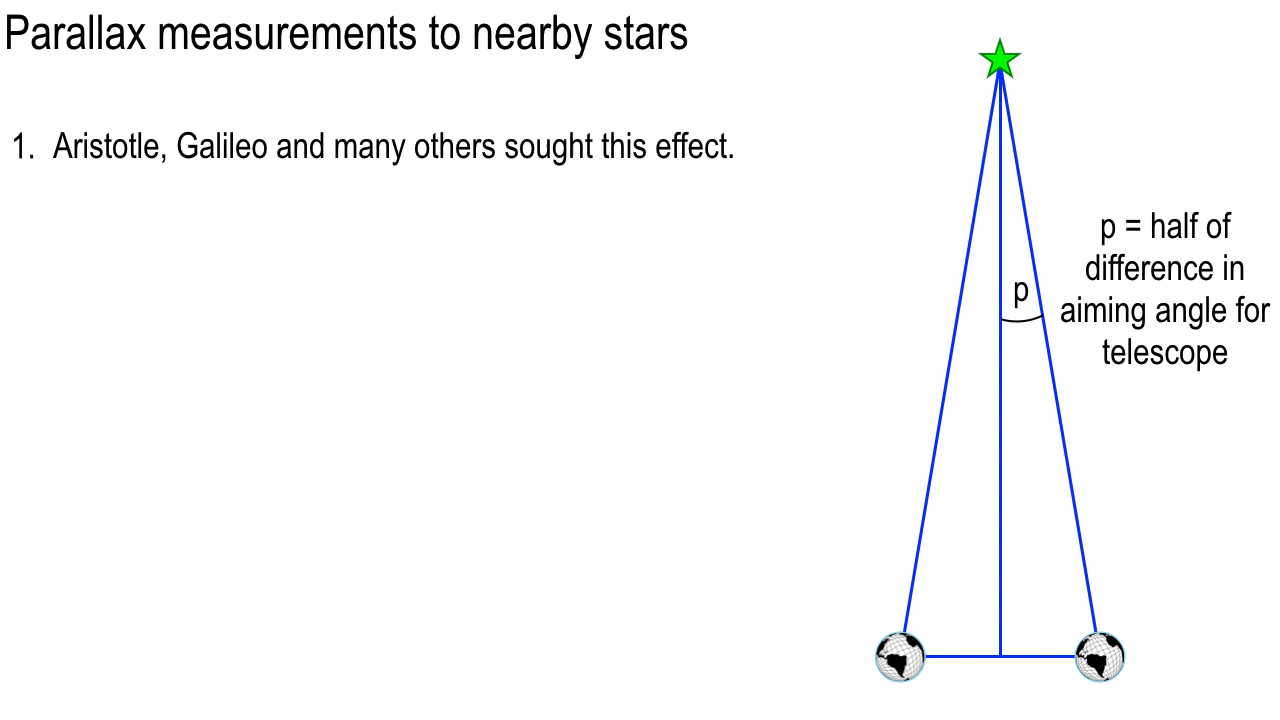 Parallax measurements to nearby stars
1. Aristotle, Galileo and many others sought this effect.
p = half of
difference in
aiming angle for
telescope
p